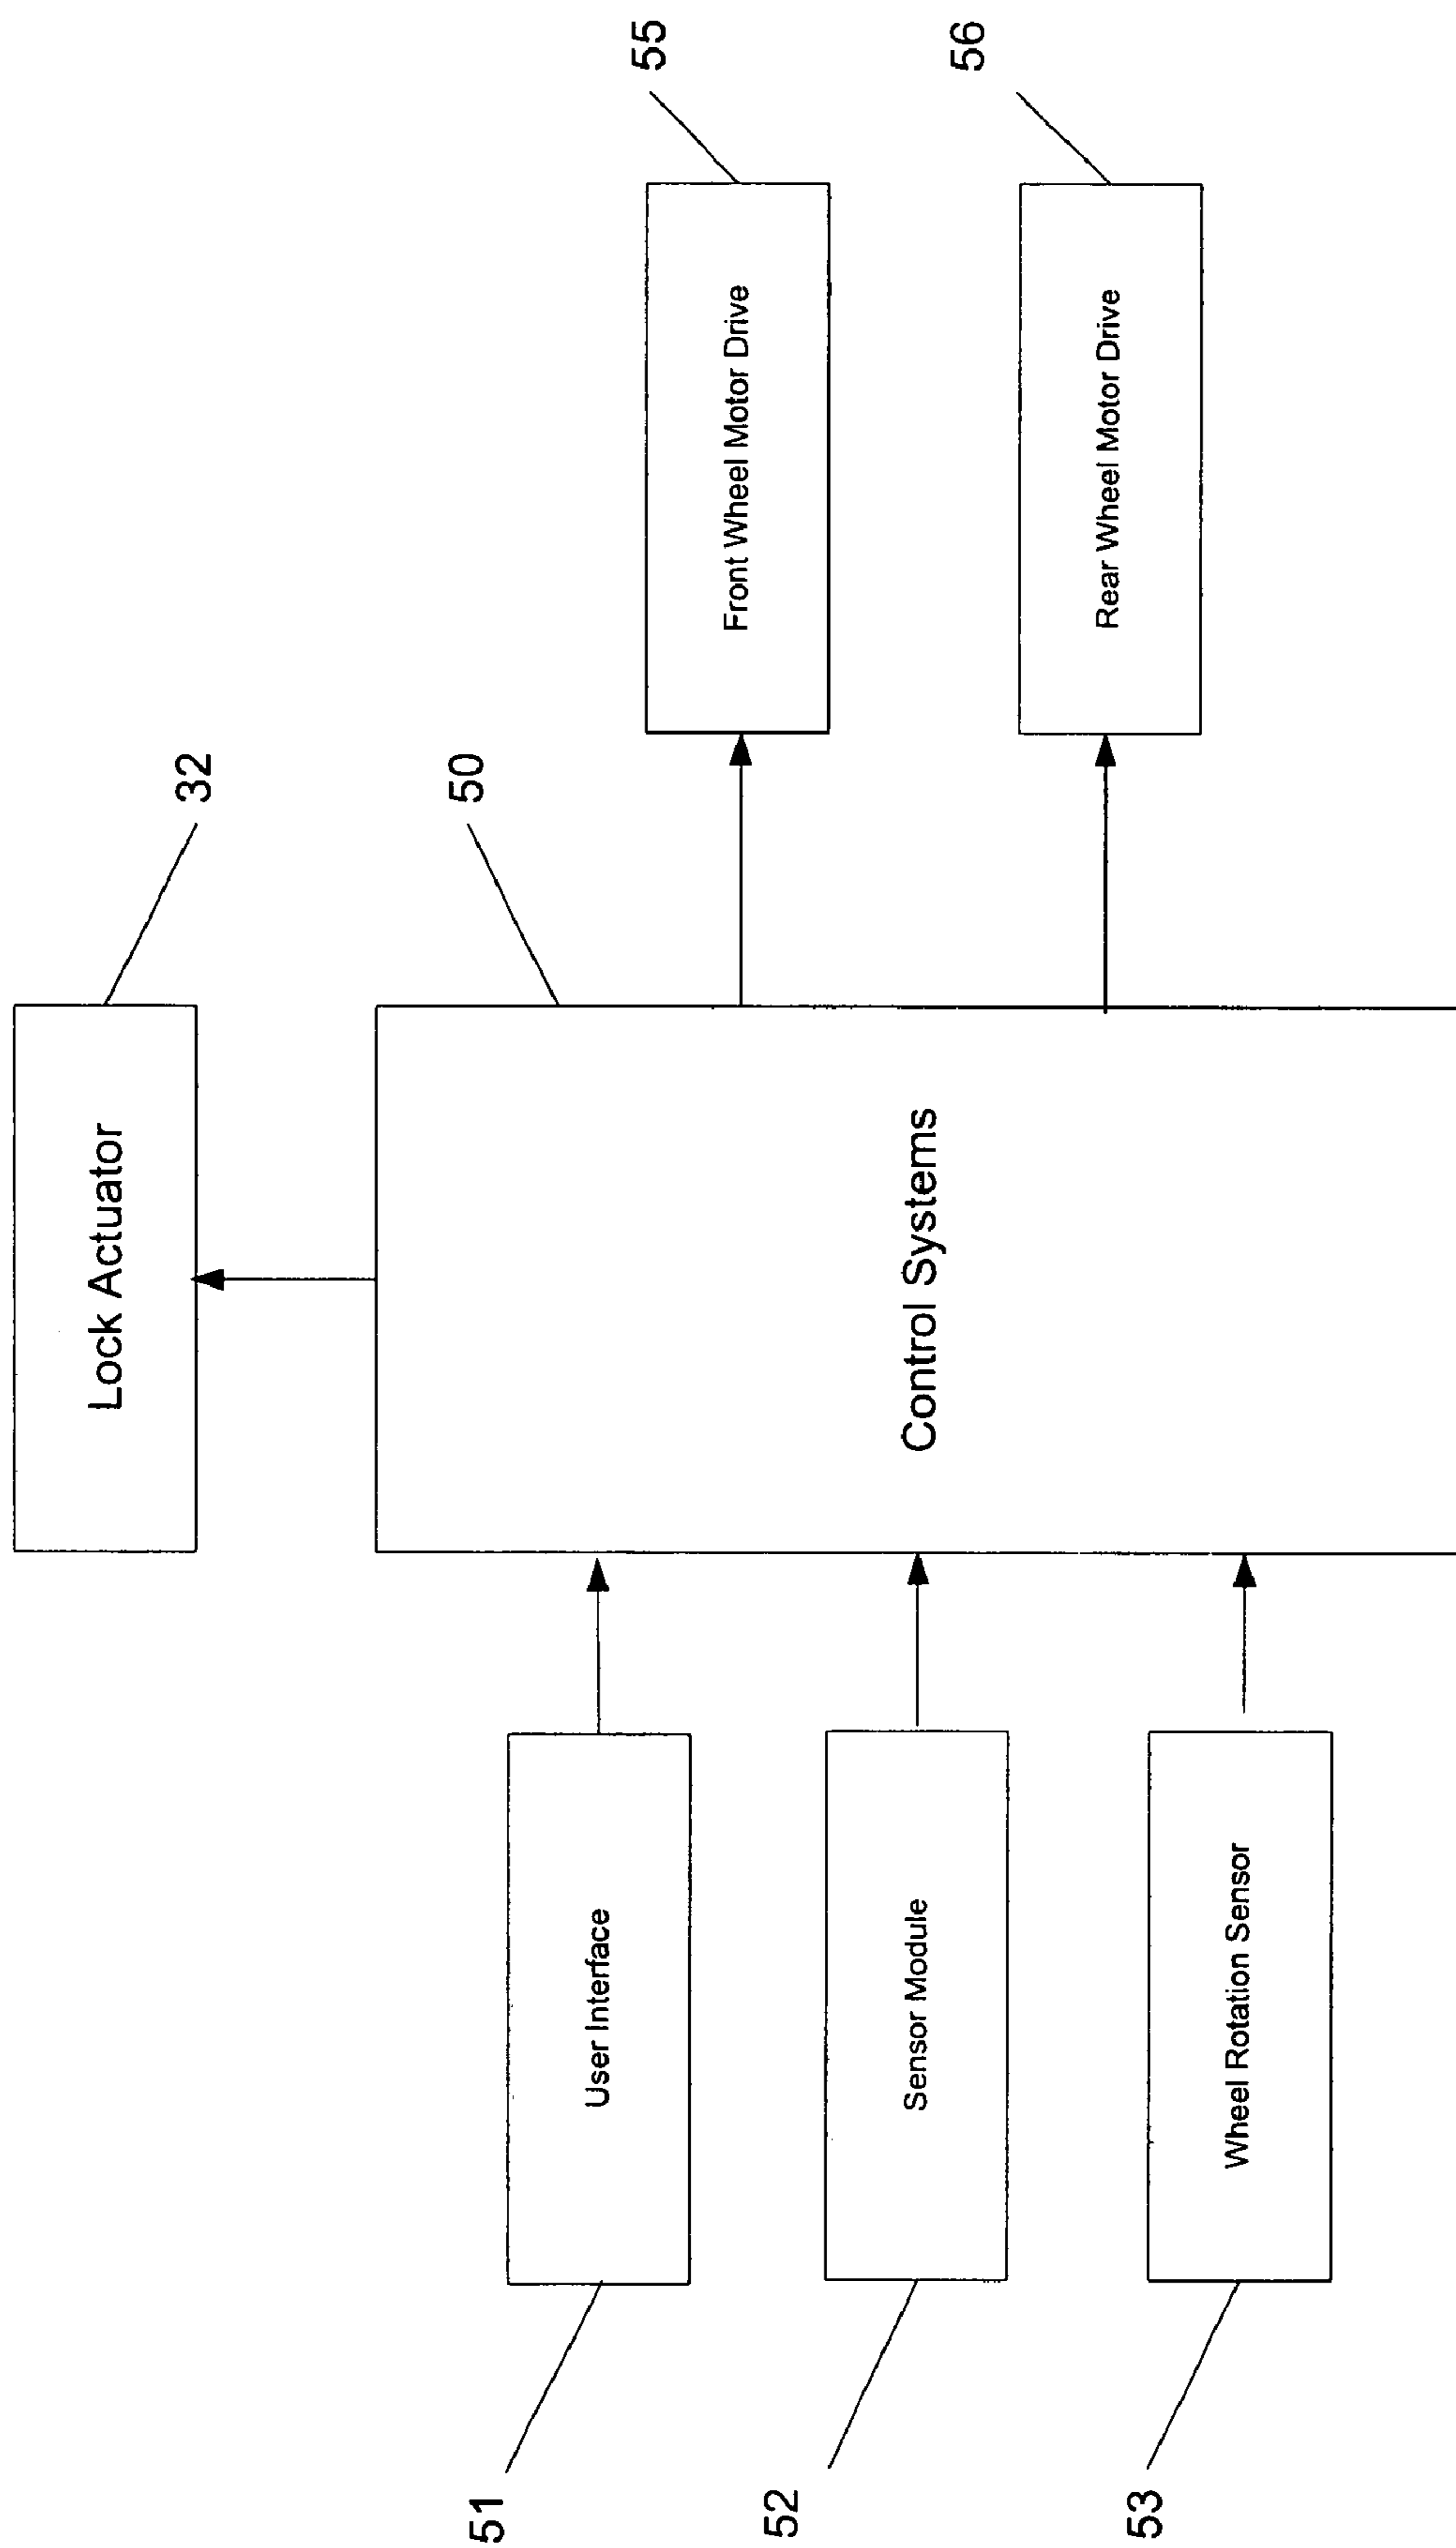 32
Lock Actuator
50
Control Systems
51
User Interface
52
Sensor Module
53
Wheel Rotation Sensor
55
Front Wheel Motor Drive
56
Rear Wheel Motor Drive